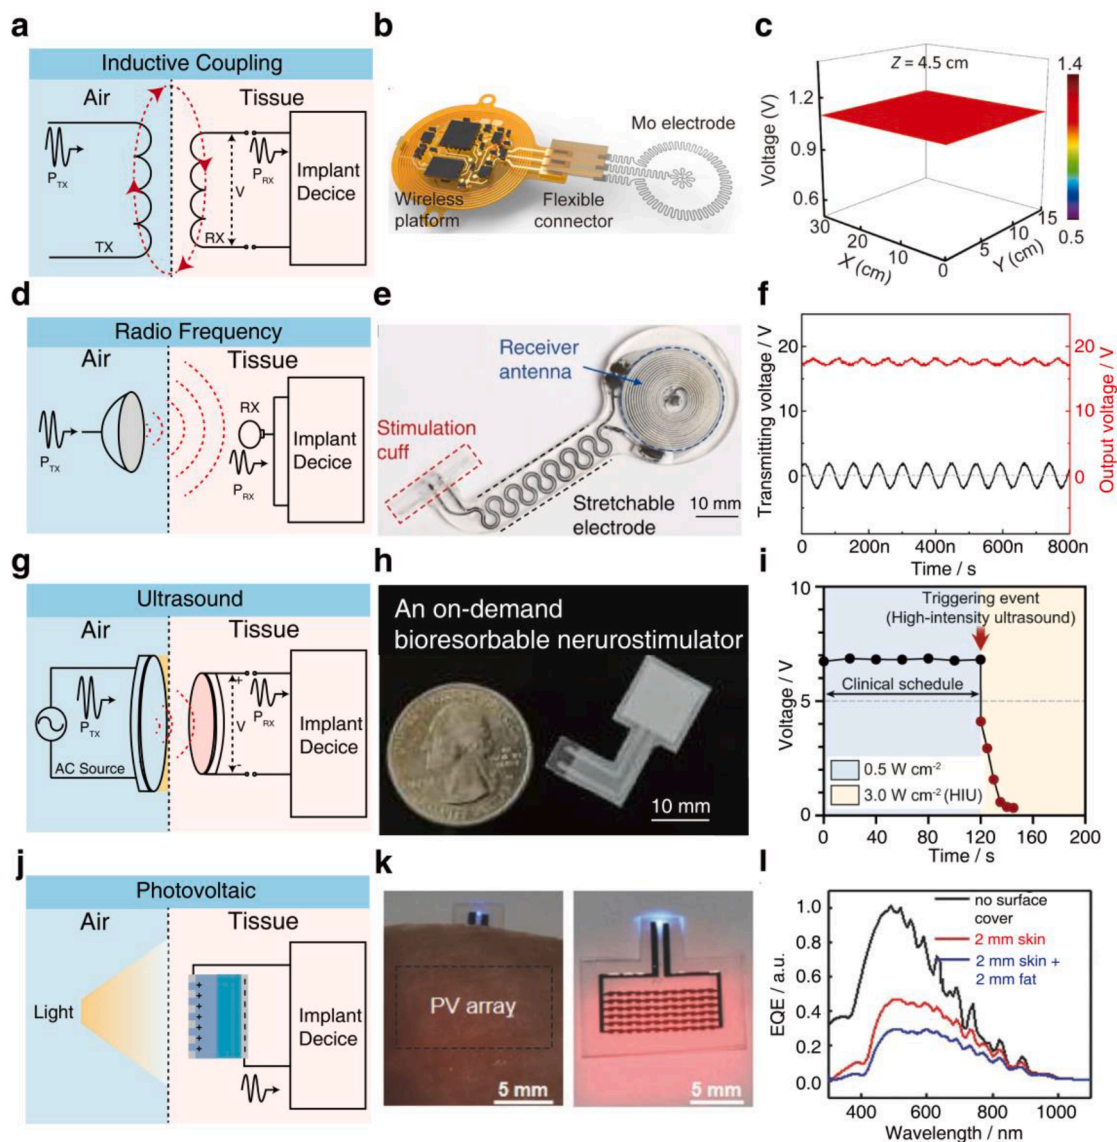 a
Inductive Coupling
Air
Tissue
P_TX
TX
V
RX
P_RX
Implant
Decice
b
Mo electrode
Wireless
platform
Flexible
connector
c
Z = 4.5 cm
Voltage (V)
1.2
0.9
0.6
30
20
10
0
X (cm)
5
10
15
Y (cm)
1.4
0.5
d
Radio Frequency
Air
Tissue
P_TX
RX
P_RX
Implant
Decice
e
Receiver
antenna
Stimulation
cuff
Stretchable
electrode
10 mm
f
Transmitting voltage / V
20
10
0
20
10
0
Output voltage / V
0
200n
400n
600n
800n
Time / s
g
Ultrasound
Air
Tissue
P_TX
AC Source
+
V
-
P_RX
Implant
Decice
h
An on-demand
bioresorbable nerurostimulator
10 mm
i
Voltage / V
10
5
0
Triggering event
(High-intensity ultrasound)
Clinical schedule
0.5 W cm⁻²
3.0 W cm⁻² (HIU)
0
40
80
120
160
200
Time / s
j
Photovoltaic
Air
Tissue
Light
Implant
Decice
k
PV array
5 mm
5 mm
l
EQE / a.u.
1.0
0.8
0.6
0.4
0.2
0.0
no surface
cover
2 mm skin
2 mm skin +
2 mm fat
400
600
800
1000
Wavelength / nm